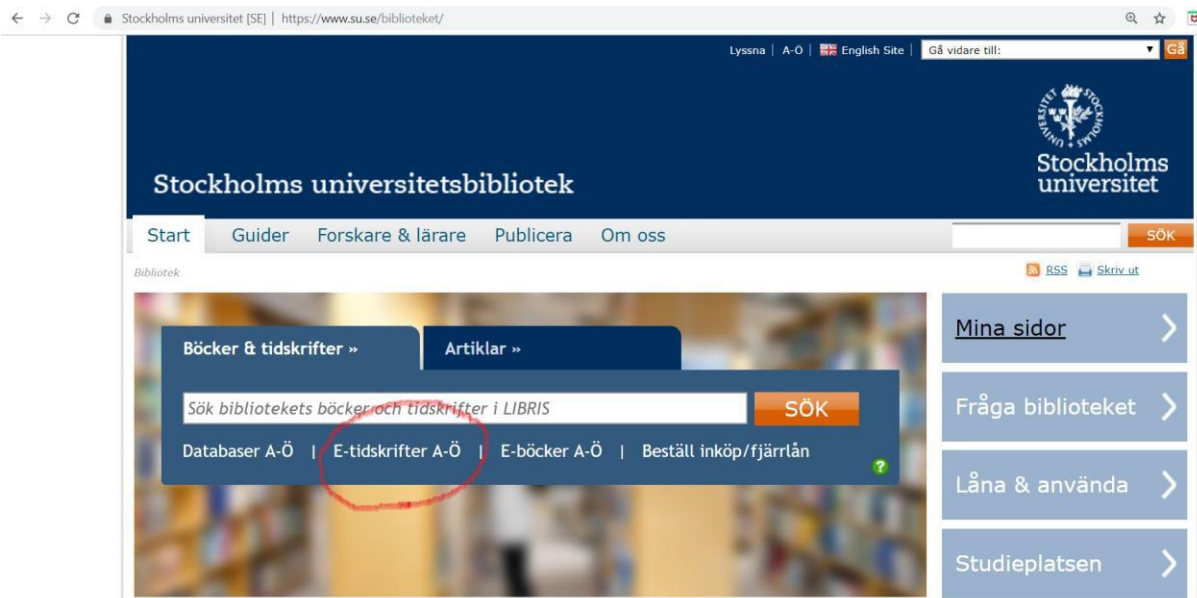 Stockholms universitet [SE] | https://www.su.se/biblioteket/
Lyssna | A-Ö | English Site | Gå vidare till: Gå
STOCKHOLMS UNIVERSITET
Stockholms
universitet
Stockholms universitetsbibliotek
Start Guider Forskare & lärare Publicera Om oss SÖK
Bibliotek RSS Skriv ut
Böcker & tidskrifter » Artiklar »
Sök bibliotekets böcker och tidskrifter i LIBRIS SÖK
Databaser A-Ö | E-tidskrifter A-Ö | E-böcker A-Ö | Beställ inköp/fjärrlån
?
Mina sidor
Fråga biblioteket
Låna & använda
Studieplatsen